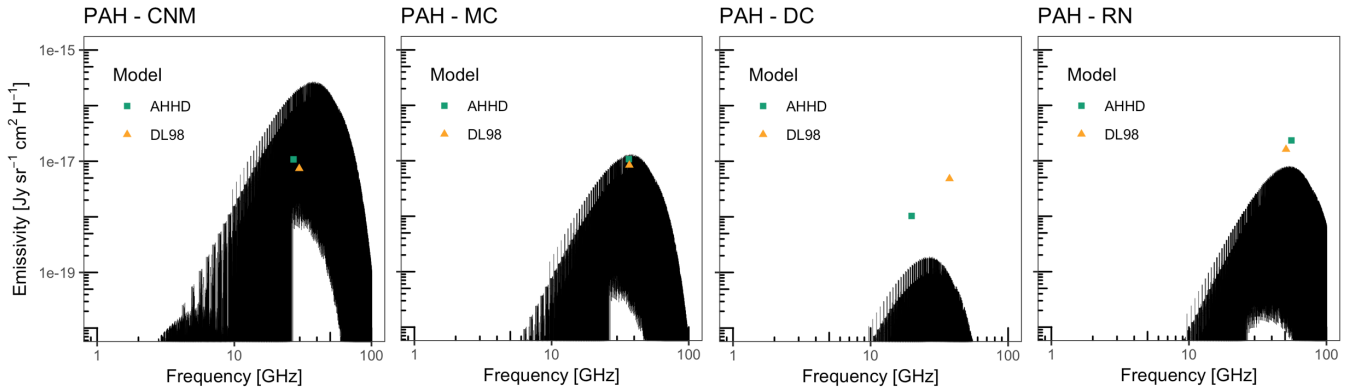 PAH - CNM
PAH - MC
PAH - DC
PAH - RN
Emissivity [Jy sr⁻¹ cm² H⁻¹]
1e-15
1e-17
1e-19
Model
AHHD
DL98
Model
AHHD
DL98
Model
AHHD
DL98
Model
AHHD
DL98
1 10 100
1 10 100
1 10 100
1 10 100
Frequency [GHz]
Frequency [GHz]
Frequency [GHz]
Frequency [GHz]